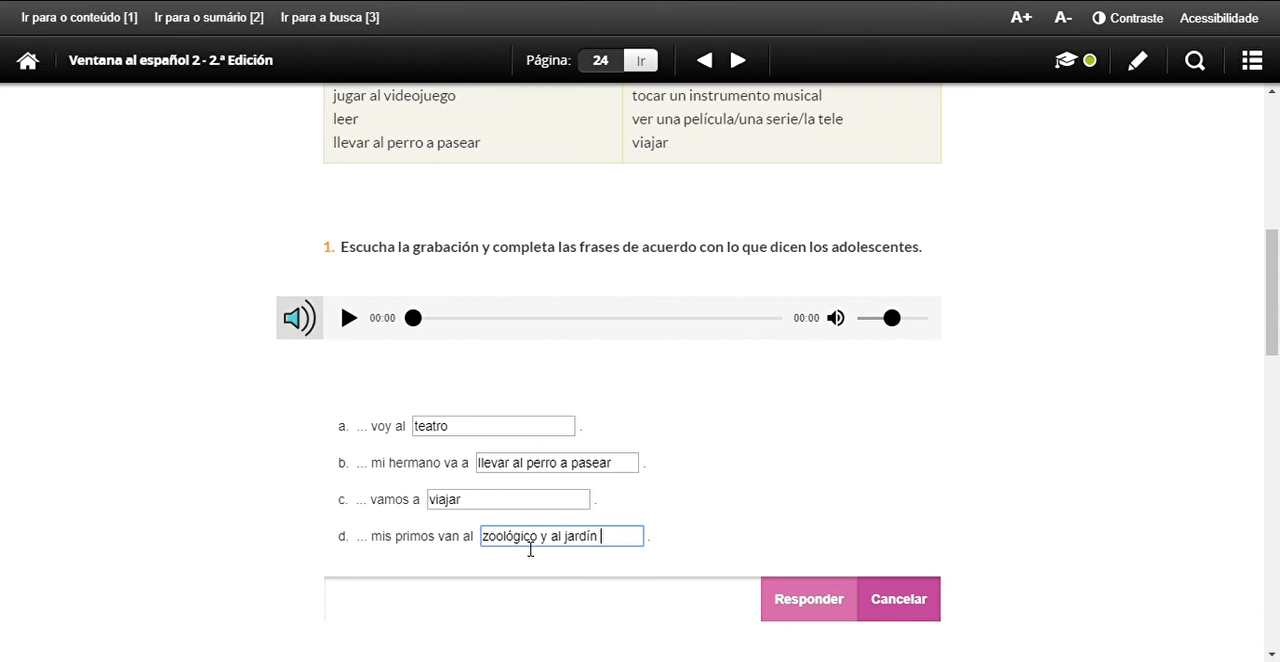 Ir para o conteúdo [1] Ir para o sumário [2] Ir para a busca [3] A+ A- Contraste Acessibilidade
Ventana al español 2 - 2.ª Edición Página: 24 Ir
jugar al videojuego tocar un instrumento musical
leer ver una película/una serie/la tele
llevar al perro a pasear viajar
1. Escucha la grabación y completa las frases de acuerdo con lo que dicen los adolescentes.
00:00 00:00
a. ... voy al teatro .
b. ... mi hermano va a llevar al perro a pasear .
c. ... vamos a viajar .
d. ... mis primos van al zoológico y al jardín .
Responder Cancelar